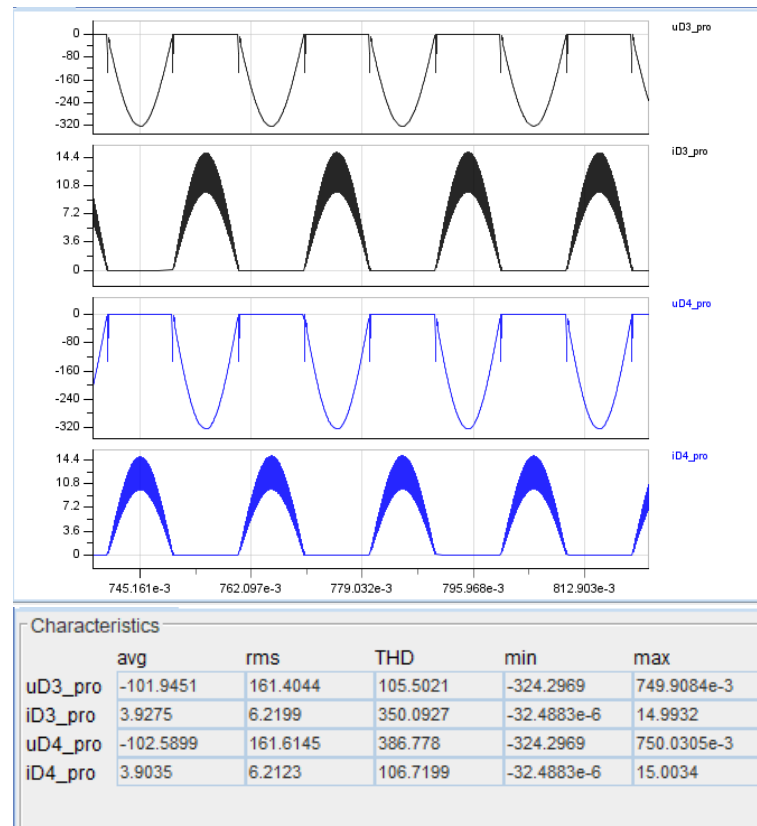 uD3_pro
0
-80
-160
-240
-320
iD3_pro
14.4
10.8
7.2
3.6
0
uD4_pro
0
-80
-160
-240
-320
iD4_pro
14.4
10.8
7.2
3.6
0
745.161e-3 762.097e-3 779.032e-3 795.968e-3 812.903e-3
Characteristics
avg rms THD min max
uD3_pro -101.9451 161.4044 105.5021 -324.2969 749.9084e-3
iD3_pro 3.9275 6.2199 350.0927 -32.4883e-6 14.9932
uD4_pro -102.5899 161.6145 386.778 -324.2969 750.0305e-3
iD4_pro 3.9035 6.2123 106.7199 -32.4883e-6 15.0034